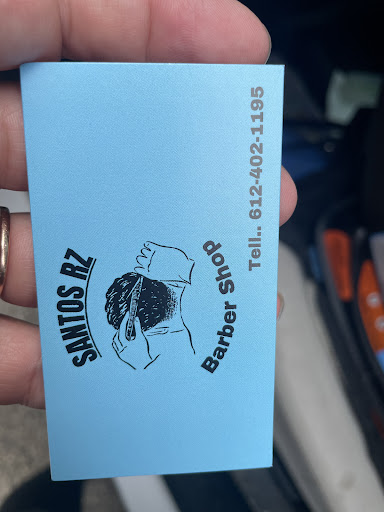 SANTOS RZ
Barber Shop
Tell.. 612-402-1195